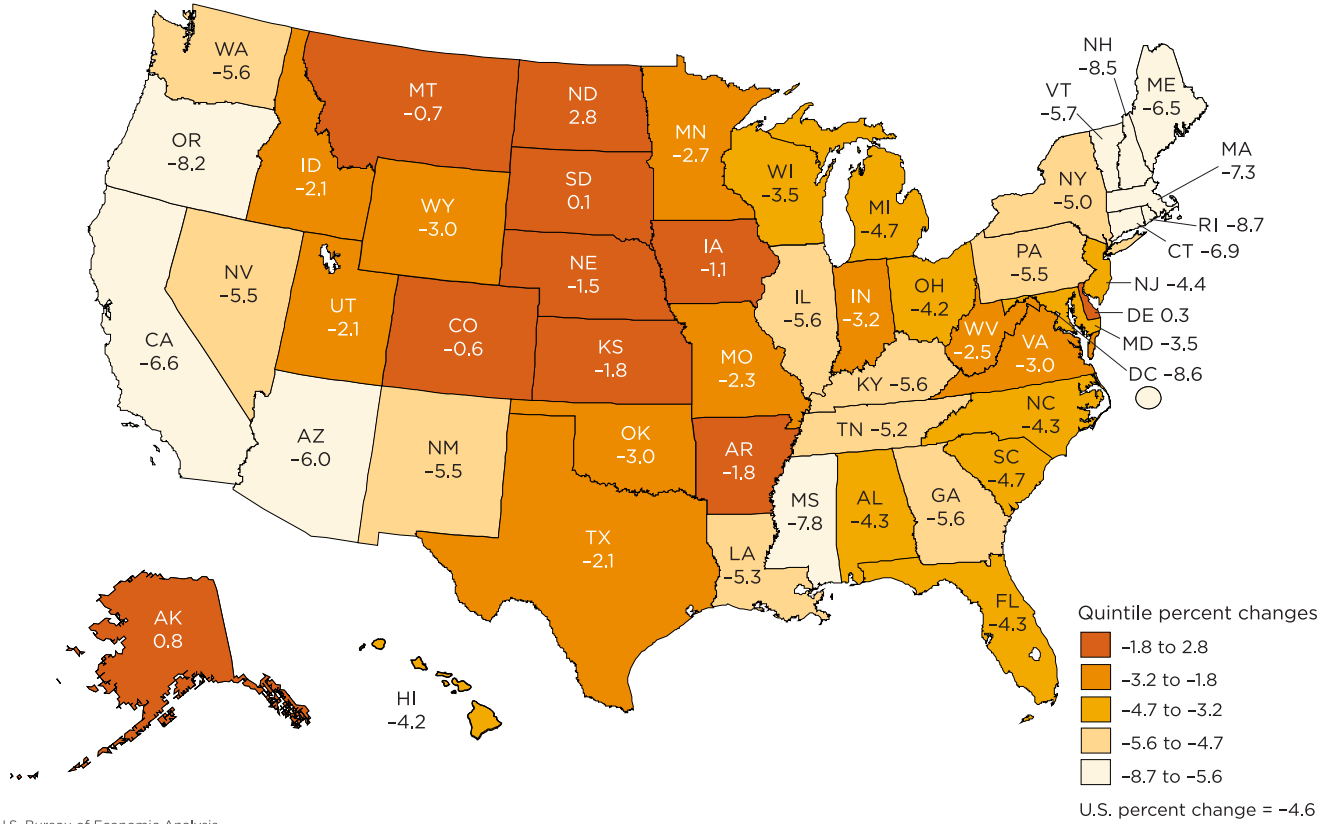 WA
−5.6
OR
−8.2
CA
−6.6
NV
−5.5
ID
−2.1
MT
−0.7
WY
−3.0
UT
−2.1
AZ
−6.0
CO
−0.6
NM
−5.5
ND
2.8
SD
0.1
NE
−1.5
KS
−1.8
OK
−3.0
TX
−2.1
MN
−2.7
IA
−1.1
MO
−2.3
AR
−1.8
LA
−5.3
WI
−3.5
IL
−5.6
MI
−4.7
IN
−3.2
OH
−4.2
KY −5.6
TN −5.2
MS
−7.8
AL
−4.3
GA
−5.6
FL
−4.3
SC
−4.7
NC
−4.3
WV
−2.5
VA
−3.0
PA
−5.5
NY
−5.0
VT
−5.7
NH
−8.5
ME
−6.5
MA
−7.3
RI −8.7
CT −6.9
NJ −4.4
DE 0.3
MD −3.5
DC −8.6
AK
0.8
HI
−4.2
Quintile percent changes
−1.8 to 2.8
−3.2 to −1.8
−4.7 to −3.2
−5.6 to −4.7
−8.7 to −5.6
U.S. percent change = −4.6
U.S. Bureau of Economic Analysis